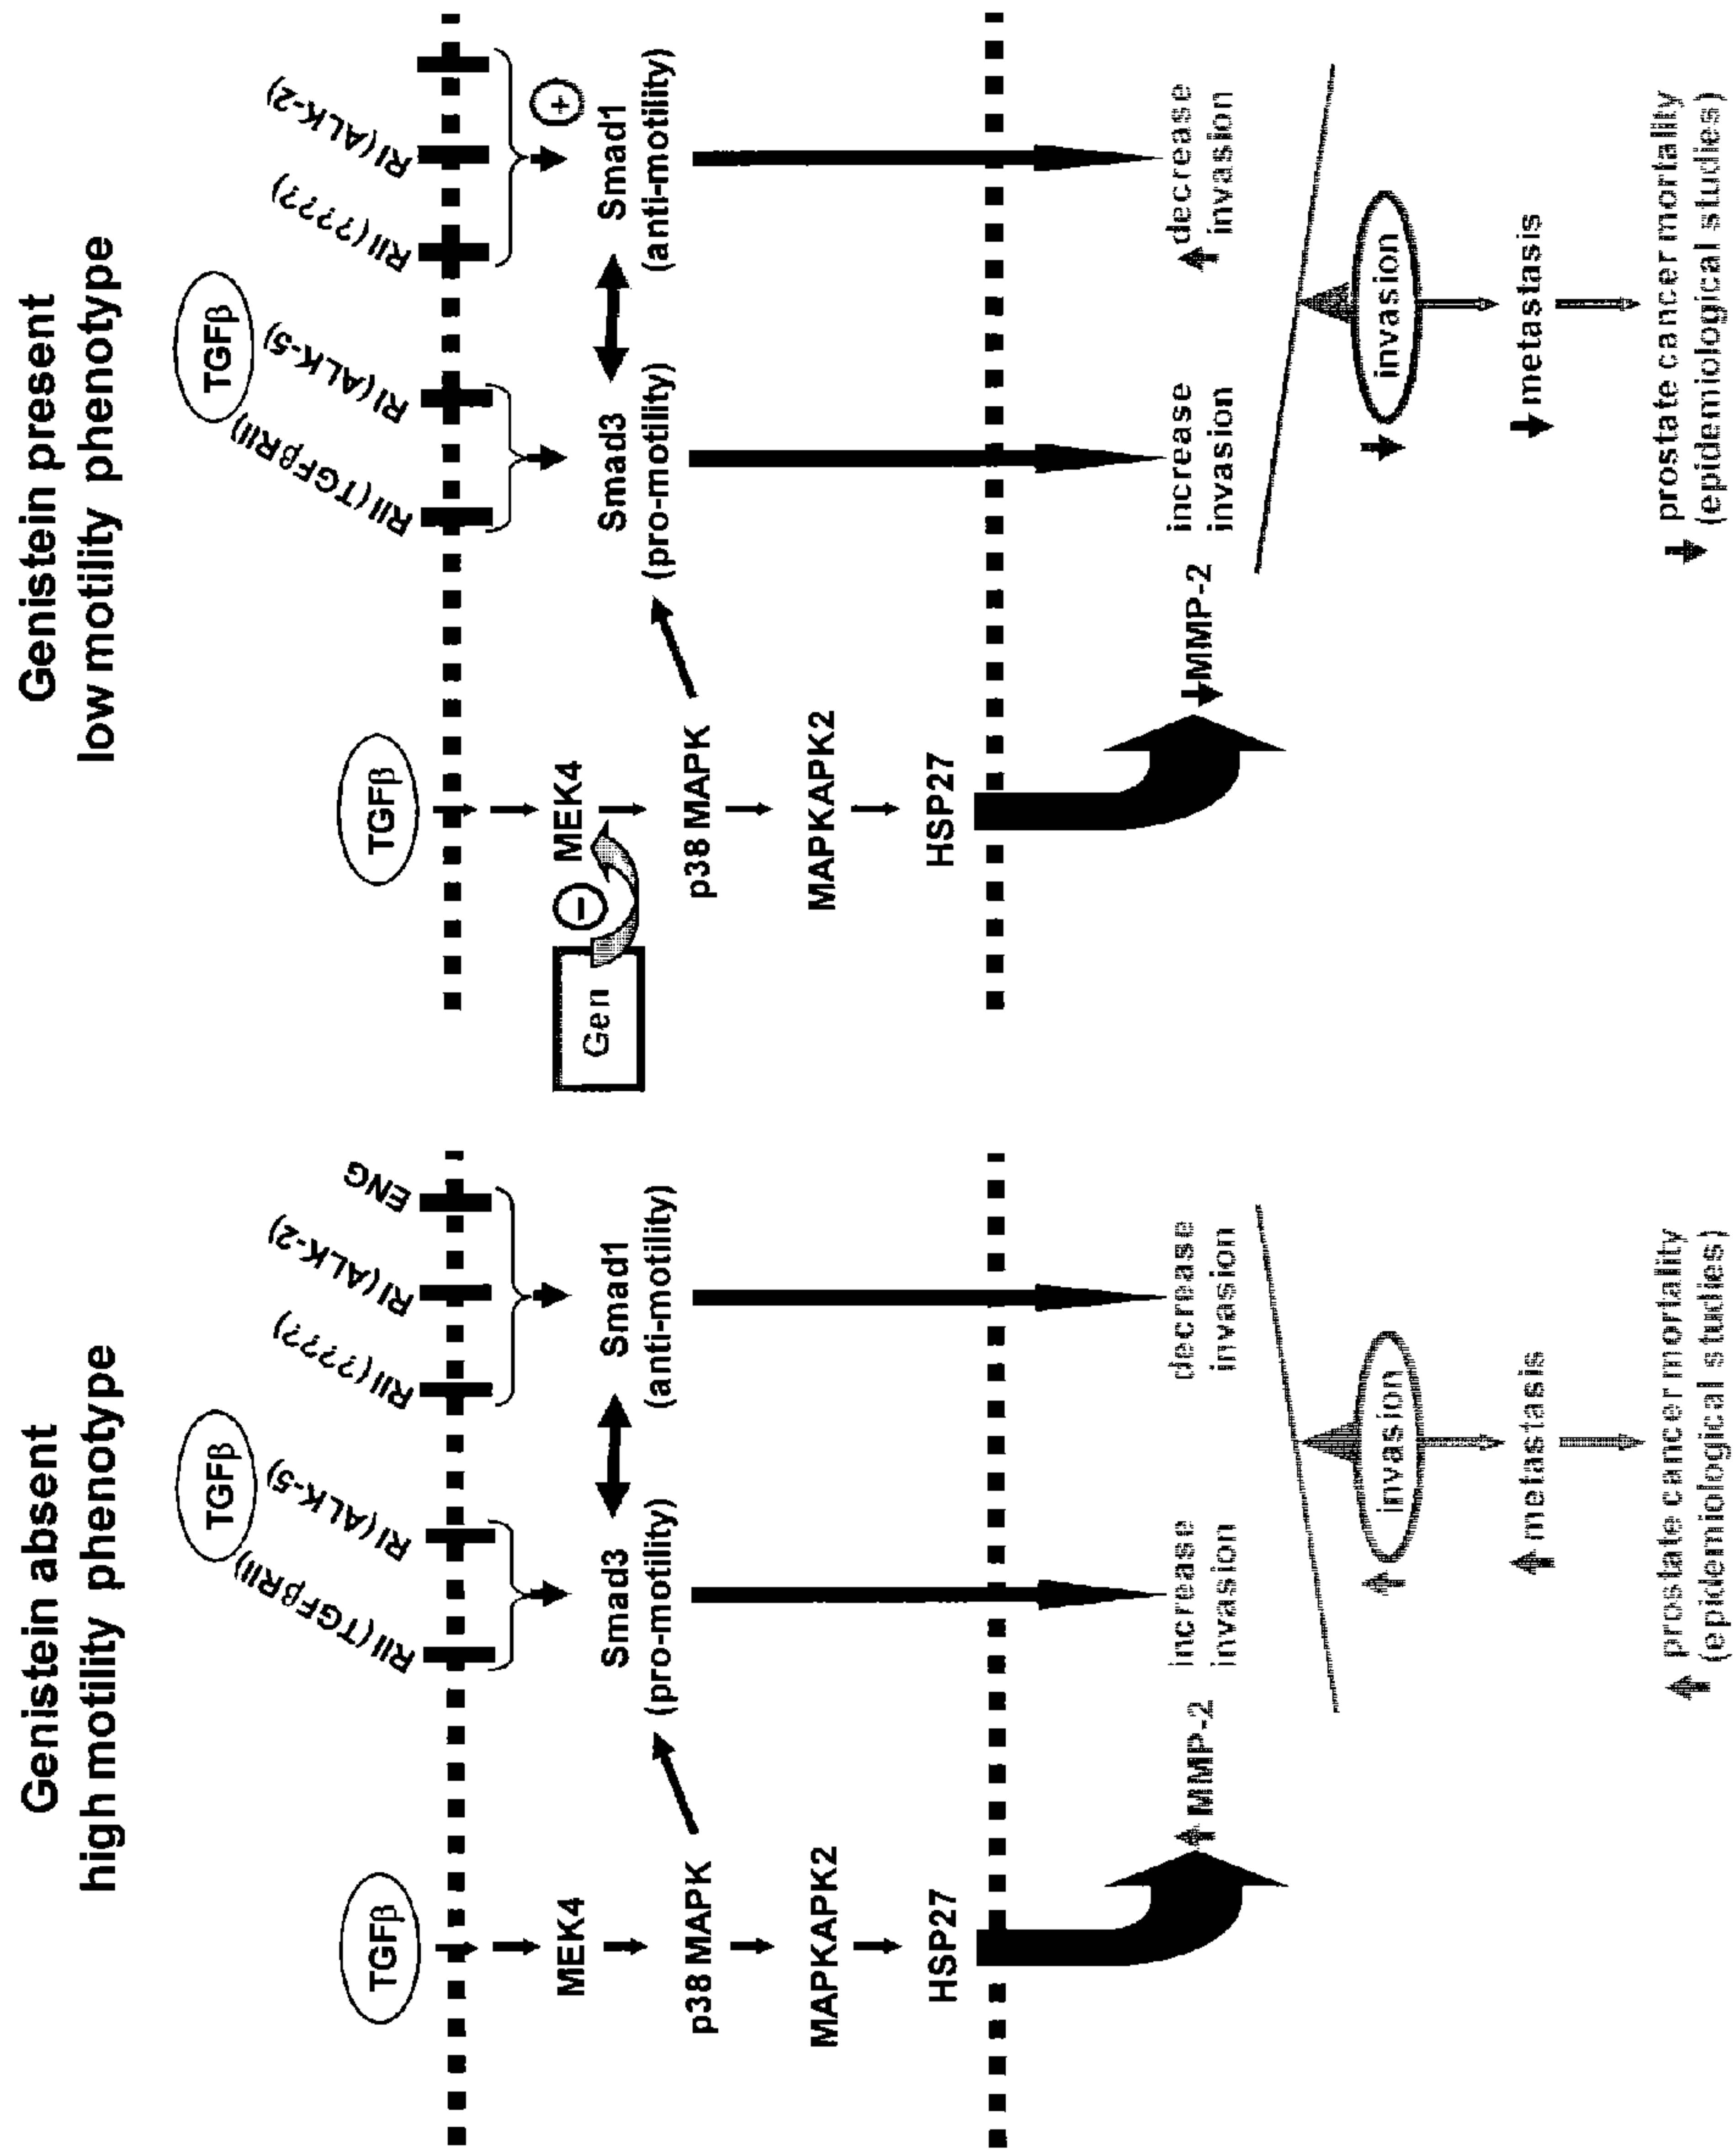 Genistein absent
high motility phenotype
TGFβ
TGFβ
RII(TGFβRII)
RI(ALK-5)
RII(????)
RI(ALK-2)
ENG
MEK4
Smad3
(pro-motility)
Smad1
(anti-motility)
p38 MAPK
MAPKAPK2
HSP27
MMP-2
increase
invasion
decrease
invasion
invasion
metastasis
prostate cancer mortality
(epidemiological studies)
Genistein present
low motility phenotype
TGFβ
TGFβ
RII(TGFβRII)
RI(ALK-5)
RII(????)
RI(ALK-2)
+
Gen
−
MEK4
Smad3
(pro-motility)
Smad1
(anti-motility)
p38 MAPK
MAPKAPK2
HSP27
MMP-2
increase
invasion
decrease
invasion
invasion
metastasis
prostate cancer mortality
(epidemiological studies)